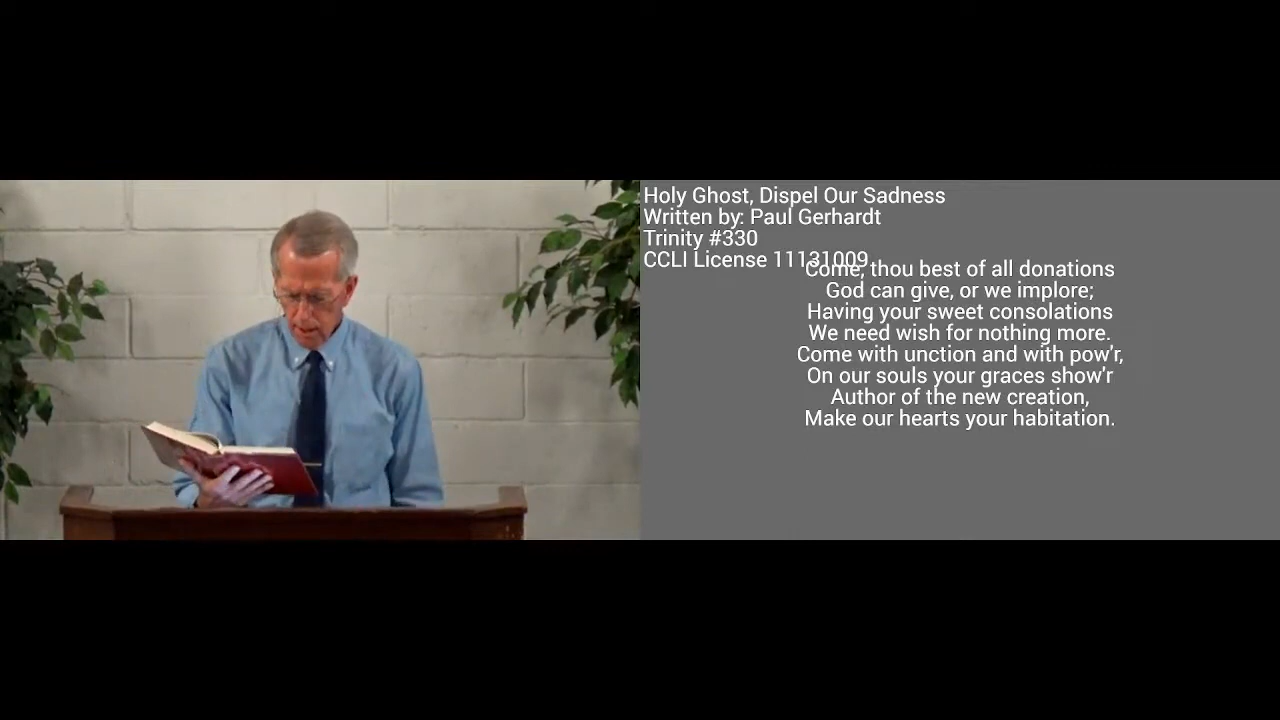 Holy Ghost, Dispel Our Sadness
Written by: Paul Gerhardt
Trinity #330
CCLI License 11131009
Come, thou best of all donations
God can give, or we implore;
Having your sweet consolations
We need wish for nothing more.
Come with unction and with pow'r,
On our souls your graces show'r
Author of the new creation,
Make our hearts your habitation.